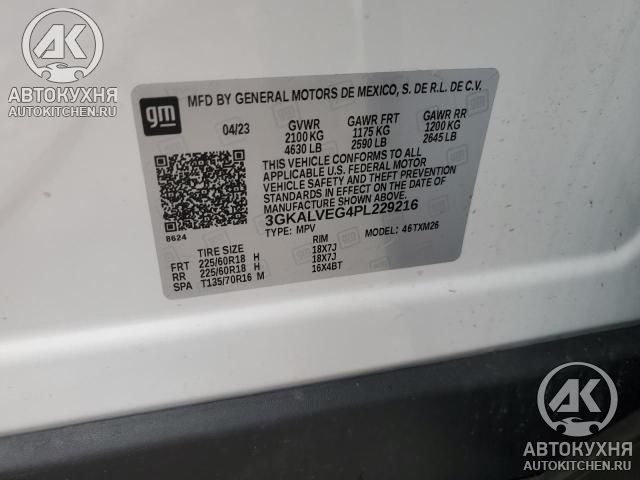 АВТОКУХНЯ
AUTOKITCHEN.RU
gm
MFD BY GENERAL MOTORS DE MEXICO, S. DE R.L. DE C.V.
04/23 GVWR GAWR FRT GAWR RR
2100 KG 1175 KG 1200 KG
4630 LB 2590 LB 2645 LB
THIS VEHICLE CONFORMS TO ALL
APPLICABLE U.S. FEDERAL MOTOR
VEHICLE SAFETY AND THEFT PREVENTION
STANDARDS IN EFFECT ON THE DATE OF
MANUFACTURE SHOWN ABOVE.
3GKALVEG4PL229216
8624
TYPE: MPV MODEL: 46TXM26
TIRE SIZE RIM
FRT 225/60R18 H 18X7J
RR 225/60R18 H 18X7J
SPA T135/70R16 M 16X4BT
АК
АВТОКУХНЯ
AUTOKITCHEN.RU